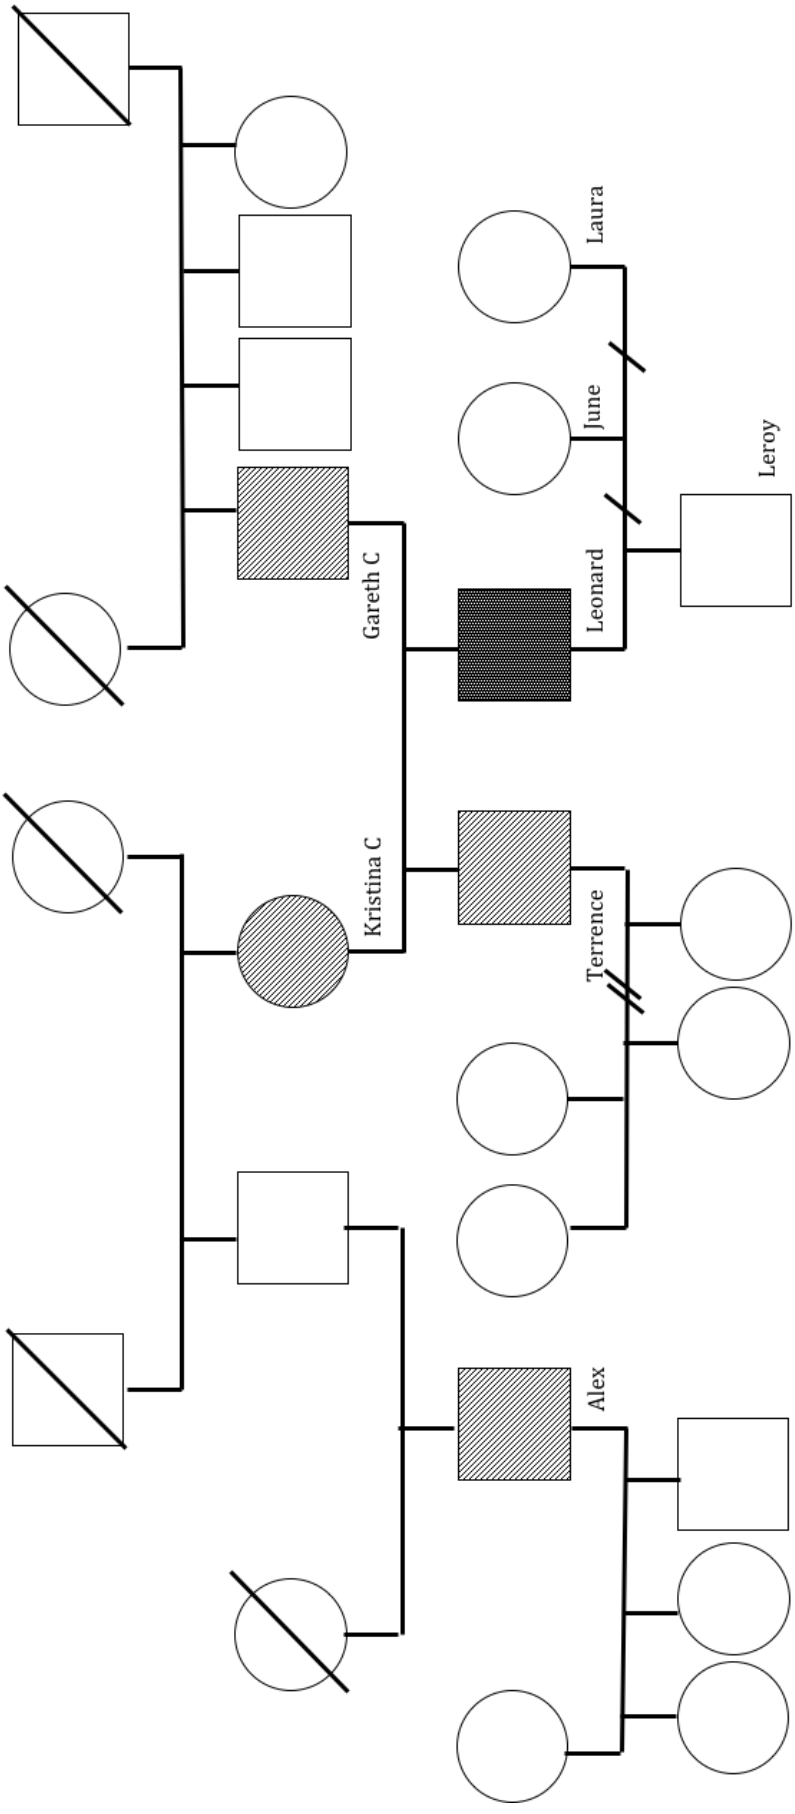 Kristina C
Gareth C
Alex
Terrence
Leonard
June
Laura
Leroy